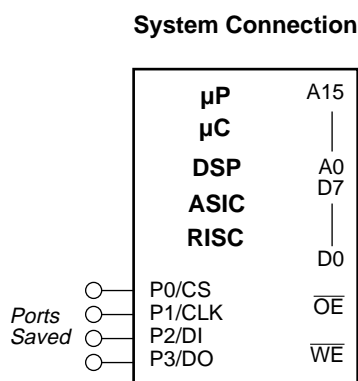 System Connection
µP
A15
µC
DSP
A0
D7
ASIC
RISC
D0
P0/CS
P1/CLK
OE
Ports
Saved
P2/DI
P3/DO
WE